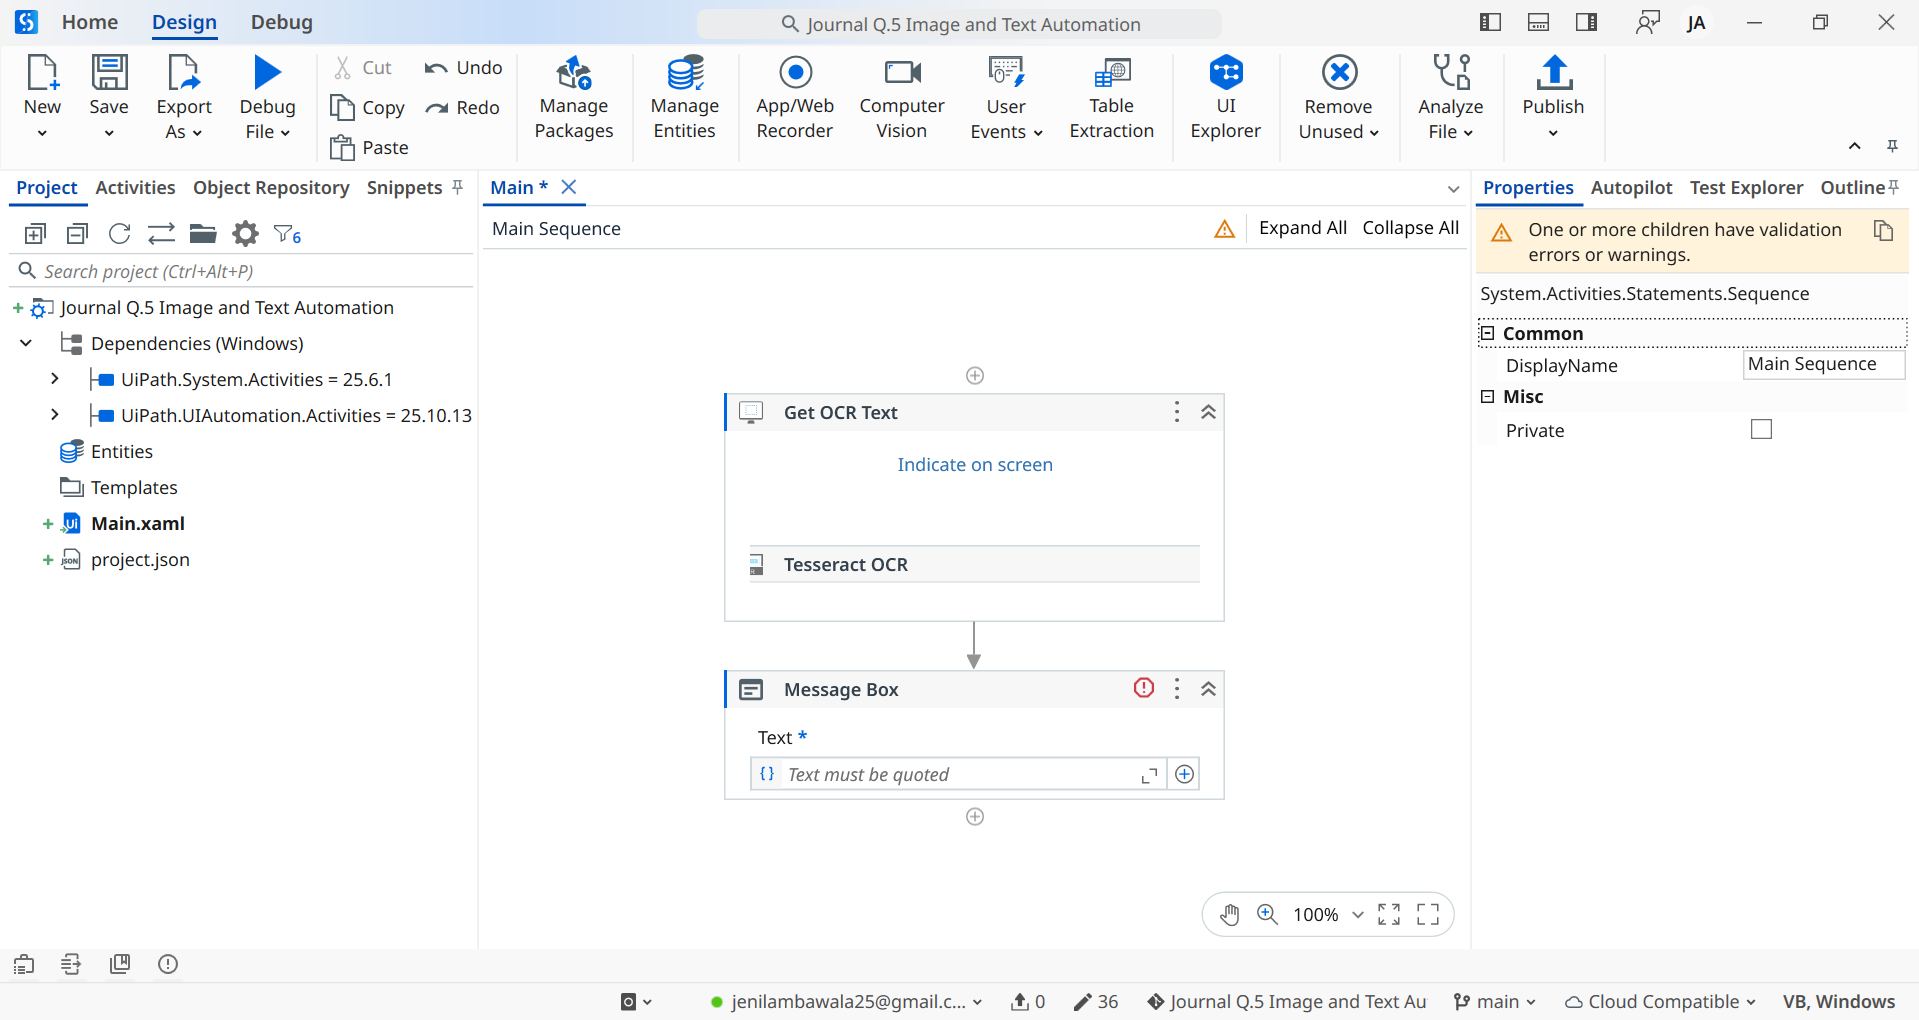 Home
Design
Debug
Journal Q.5 Image and Text Automation
JA
New
Save
Export As
Debug File
Cut
Copy
Paste
Undo
Redo
Manage Packages
Manage Entities
App/Web Recorder
Computer Vision
User Events
Table Extraction
UI Explorer
Remove Unused
Analyze File
Publish
Project
Activities
Object Repository
Snippets
6
Search project (Ctrl+Alt+P)
Journal Q.5 Image and Text Automation
Dependencies (Windows)
UiPath.System.Activities = 25.6.1
UiPath.UIAutomation.Activities = 25.10.13
Entities
Templates
Main.xaml
project.json
Main *
Main Sequence
Expand All
Collapse All
Get OCR Text
Indicate on screen
Tesseract OCR
Message Box
Text *
Text must be quoted
100%
Properties
Autopilot
Test Explorer
Outline
One or more children have validation
errors or warnings.
System.Activities.Statements.Sequence
Common
DisplayName
Main Sequence
Misc
Private
jenilambawala25@gmail.c...
0
36
Journal Q.5 Image and Text Au
main
Cloud Compatible
VB, Windows